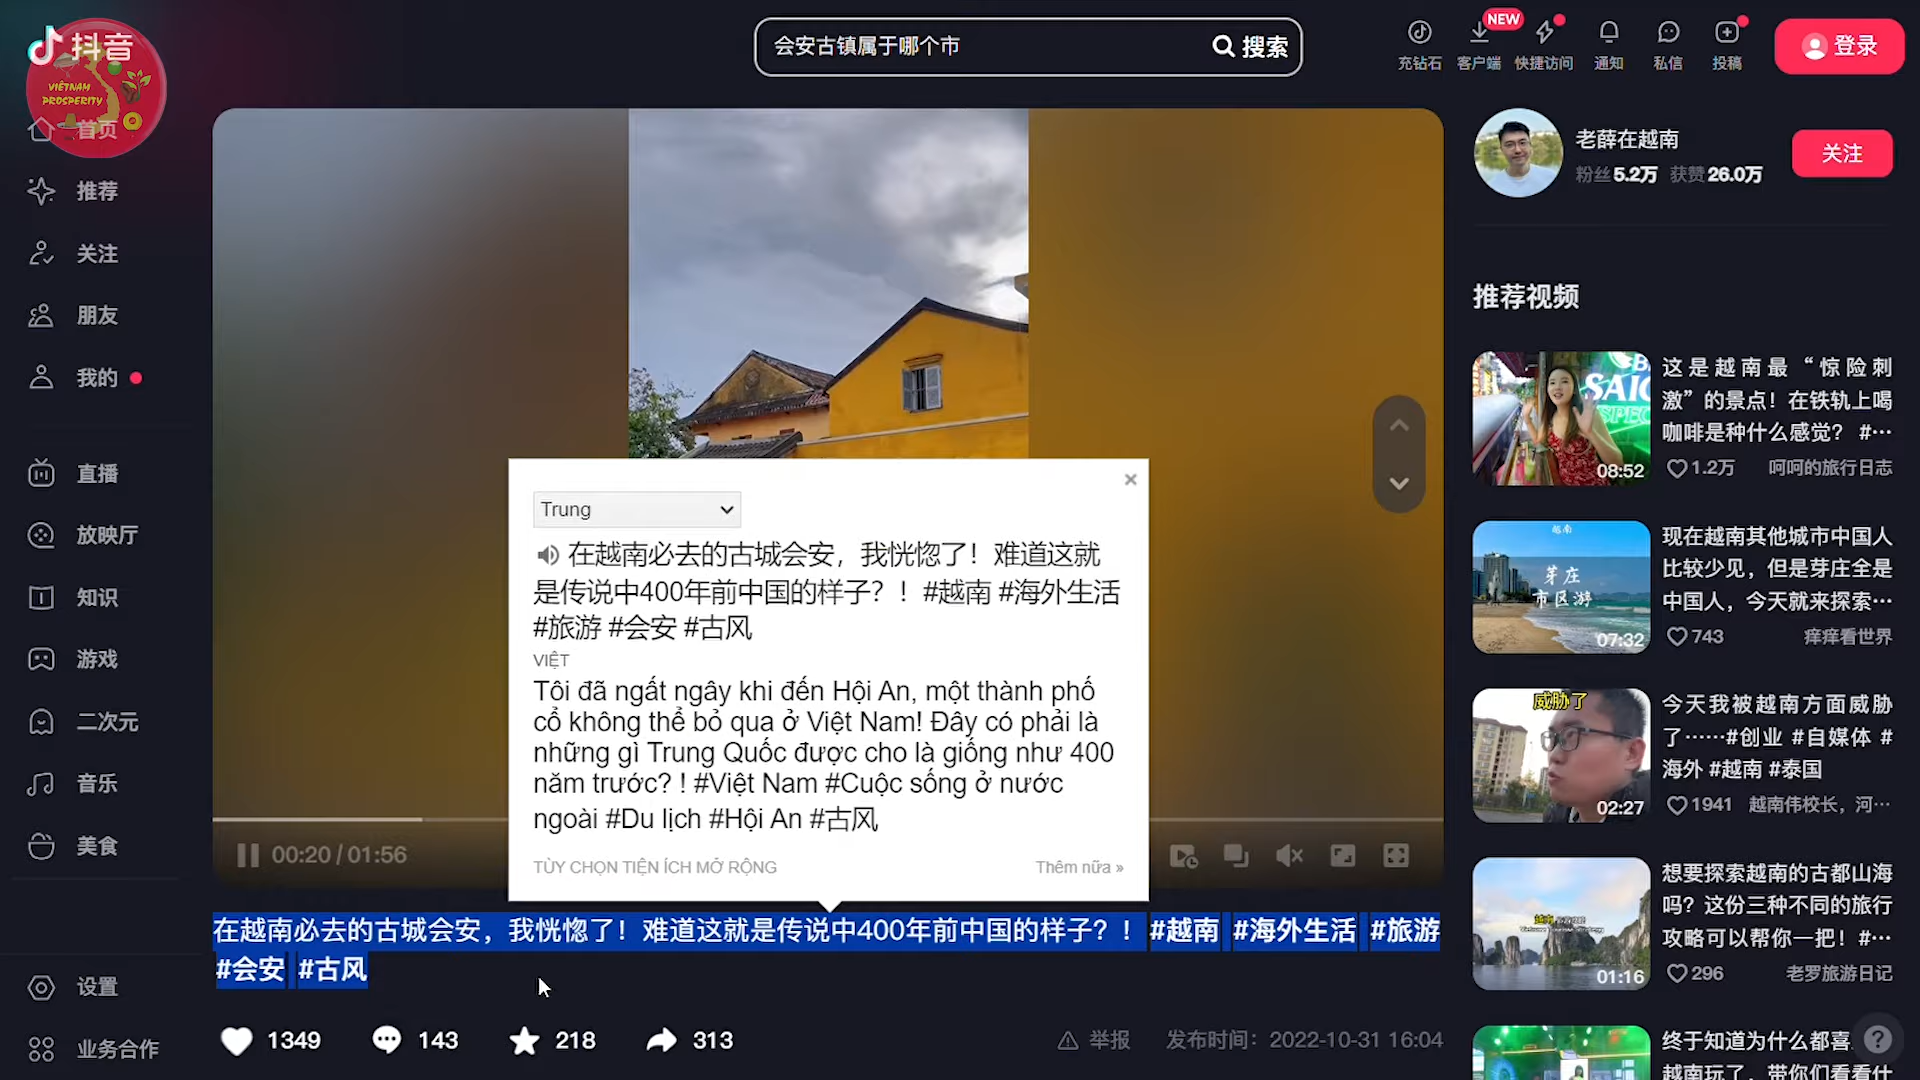 抖音
VIỆTNAM
PROSPERITY
会安古镇属于哪个市
搜索
充钻石
NEW
客户端
快捷访问
通知
私信
投稿
登录
首页
推荐
关注
朋友
我的
直播
放映厅
知识
游戏
二次元
音乐
美食
设置
业务合作
Trung
在越南必去的古城会安，我恍惚了！难道这就
是传说中400年前中国的样子？！#越南 #海外生活
#旅游 #会安 #古风
VIỆT
Tôi đã ngất ngây khi đến Hội An, một thành phố
cổ không thể bỏ qua ở Việt Nam! Đây có phải là
những gì Trung Quốc được cho là giống như 400
năm trước? ! #Việt Nam #Cuộc sống ở nước
ngoài #Du lịch #Hội An #古风
TÙY CHỌN TIỆN ÍCH MỞ RỘNG
Thêm nữa »
00:20 / 01:56
在越南必去的古城会安，我恍惚了！难道这就是传说中400年前中国的样子？！ #越南 #海外生活 #旅游
#会安 #古风
1349
143
218
313
举报
发布时间：2022-10-31 16:04
老薛在越南
粉丝5.2万 获赞26.0万
关注
推荐视频
SAIG
08:52
这是越南最“惊险刺
激”的景点！在铁轨上喝
咖啡是种什么感觉？ #…
1.2万
呵呵的旅行日志
越南
芽庄
市区游
07:32
现在越南其他城市中国人
比较少见，但是芽庄全是
中国人，今天就来探索…
743
痒痒看世界
威胁了
02:27
今天我被越南方面威胁
了……#创业 #自媒体 #
海外 #越南 #泰国
1941
越南伟校长，河…
01:16
想要探索越南的古都山海
吗？这份三种不同的旅行
攻略可以帮你一把！#…
296
老罗旅游日记
终于知道为什么都喜
越南玩了，带你们看看什